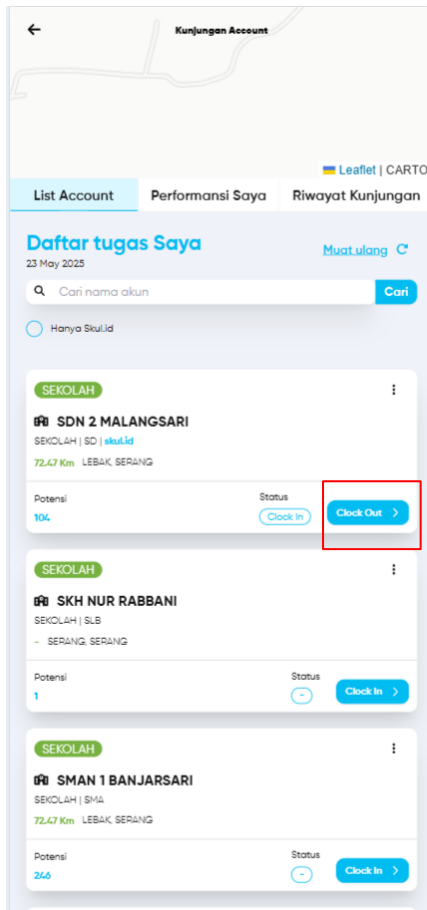 Kunjungan Account
Leaflet | CARTO
List Account Performansi Saya Riwayat Kunjungan
Daftar tugas Saya
Muat ulang
23 May 2025
Cari nama akun Cari
Hanya Skul.id
SEKOLAH
SDN 2 MALANGSARI
SEKOLAH | SD | skul.id
72.47 Km LEBAK, SERANG
Potensi Status
104 Clock In Clock Out >
SEKOLAH
SKH NUR RABBANI
SEKOLAH | SLB
- SERANG, SERANG
Potensi Status
1 - Clock In >
SEKOLAH
SMAN 1 BANJARSARI
SEKOLAH | SMA
72.47 Km LEBAK, SERANG
Potensi Status
246 - Clock In >